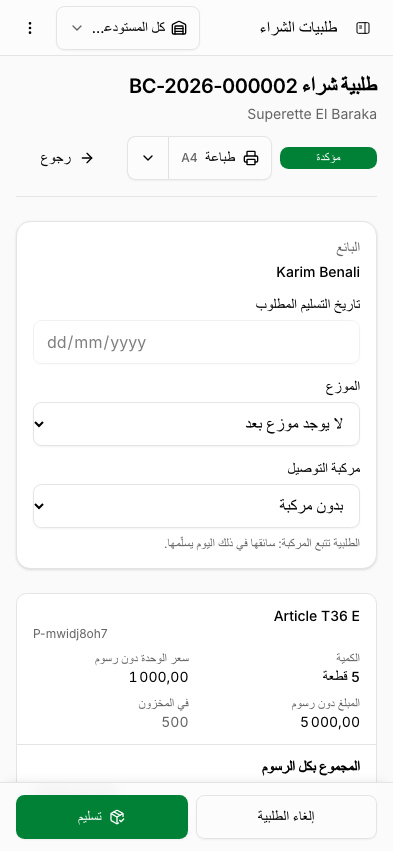 طلبيات الشراء
كل المستودع...
طلبية شراء BC-2026-000002
Superette El Baraka
مؤكدة
طباعة A4
رجوع
البائع
Karim Benali
تاريخ التسليم المطلوب
dd/mm/yyyy
الموزع
لا يوجد موزع بعد
مركبة التوصيل
بدون مركبة
الطلبية تتبع المركبة: سائقها في ذلك اليوم يسلّمها.
Article T36 E
P-mwidj8oh7
الكمية
5 قطعة
سعر الوحدة دون رسوم
1 000,00
المبلغ دون رسوم
5 000,00
في المخزون
500
المجموع بكل الرسوم
إلغاء الطلبية
تسليم